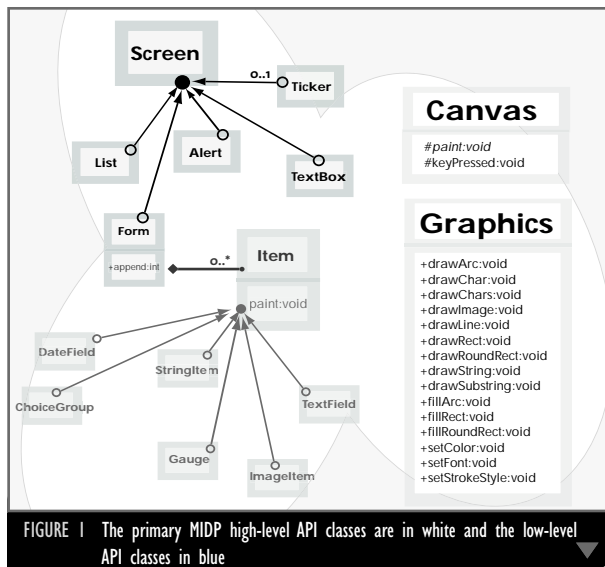 Screen
0..1
Ticker
List
Alert
TextBox
Form
+append:int
0..*
Item
paint:void
DateField
StringItem
ChoiceGroup
TextField
Gauge
ImageItem
Canvas
#paint:void
#keyPressed:void
Graphics
+drawArc:void
+drawChar:void
+drawChars:void
+drawImage:void
+drawLine:void
+drawRect:void
+drawRoundRect:void
+drawString:void
+drawSubstring:void
+fillArc:void
+fillRect:void
+fillRoundRect:void
+setColor:void
+setFont:void
+setStrokeStyle:void
FIGURE 1 The primary MIDP high-level API classes are in white and the low-level
API classes in blue